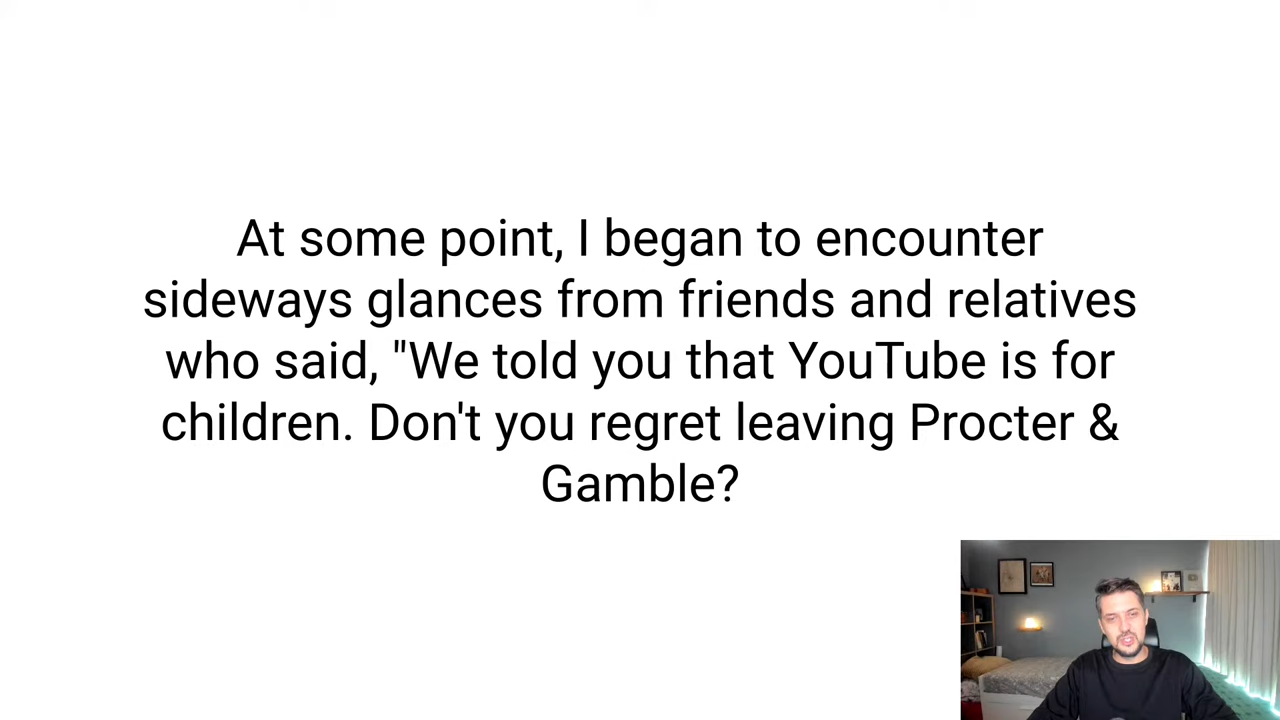 At some point, I began to encounter
sideways glances from friends and relatives
who said, "We told you that YouTube is for
children. Don't you regret leaving Procter &
Gamble?